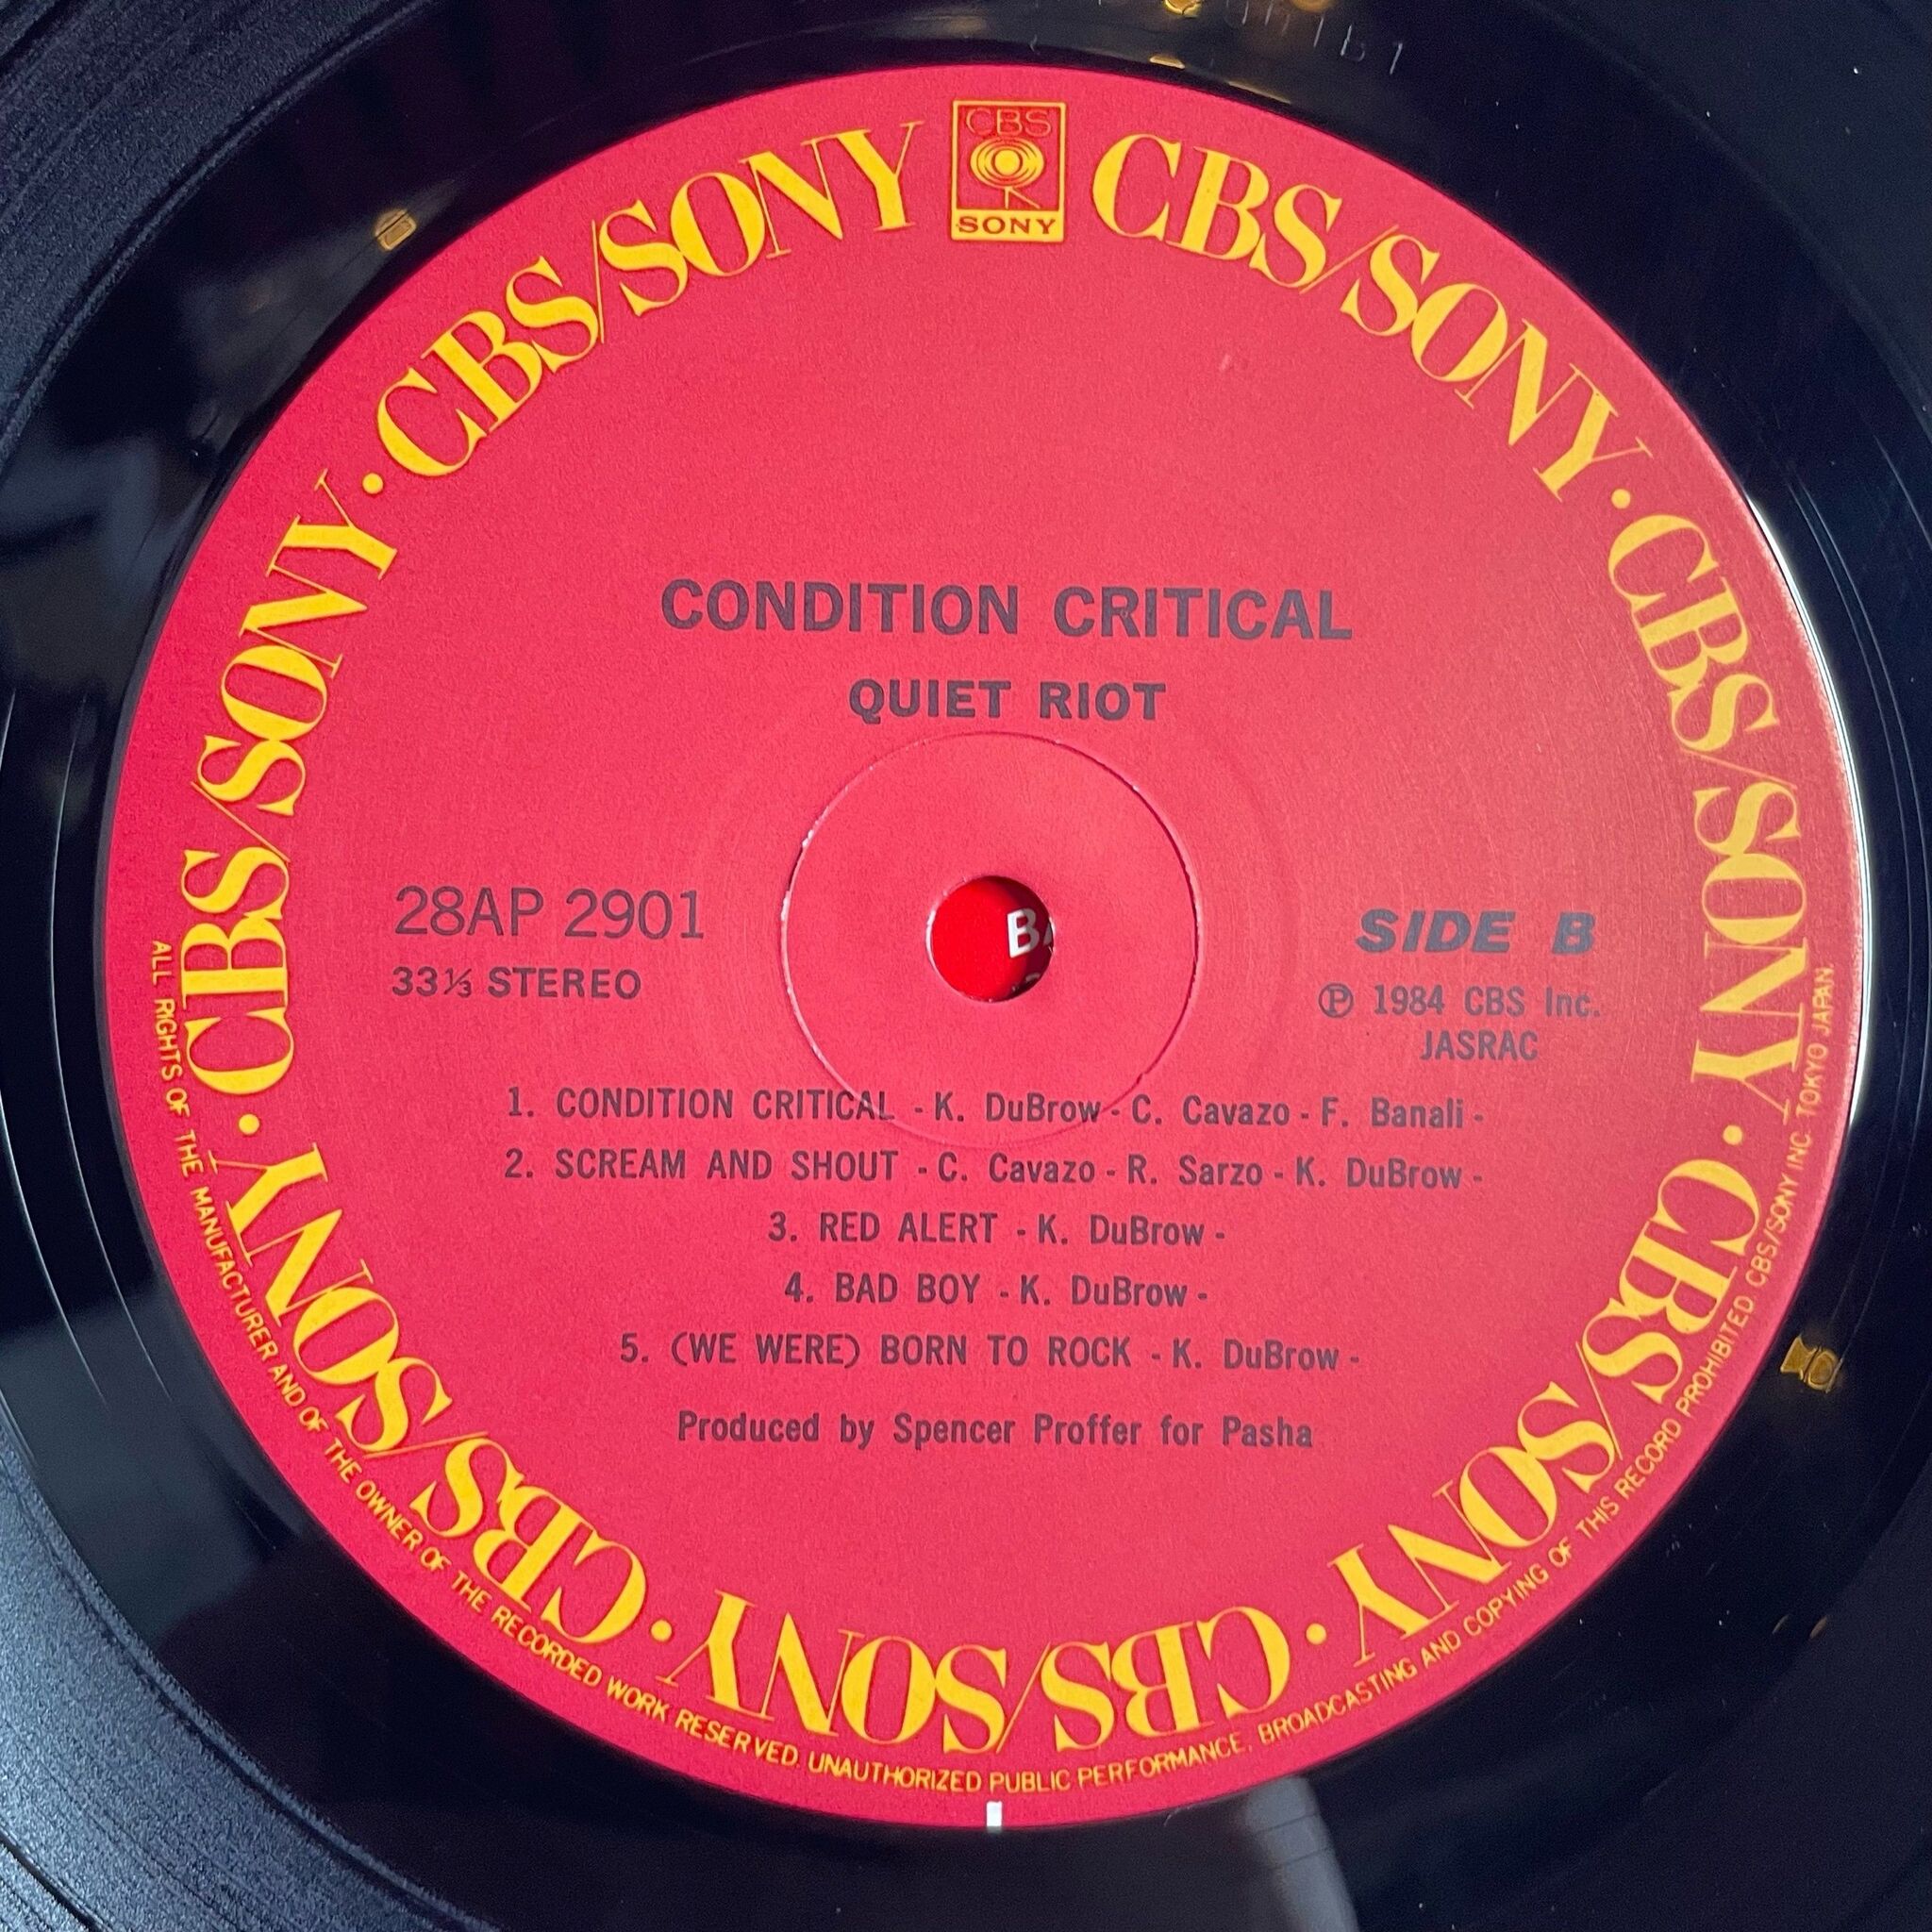 CBS
SONY
CBS/SONY · CBS/SONY · CBS/SONY · CBS/SONY · CBS/SONY · CBS/SONY · CBS/SONY
CONDITION CRITICAL
QUIET RIOT
28AP 2901
33⅓ STEREO
SIDE B
Ⓟ 1984 CBS Inc.
JASRAC
1. CONDITION CRITICAL - K. DuBrow - C. Cavazo - F. Banali -
2. SCREAM AND SHOUT - C. Cavazo - R. Sarzo - K. DuBrow -
3. RED ALERT - K. DuBrow -
4. BAD BOY - K. DuBrow -
5. (WE WERE) BORN TO ROCK - K. DuBrow -
Produced by Spencer Proffer for Pasha
ALL RIGHTS OF THE MANUFACTURER AND OF THE OWNER OF THE RECORDED WORK RESERVED. UNAUTHORIZED PUBLIC PERFORMANCE, BROADCASTING AND COPYING OF THIS RECORD PROHIBITED CBS/SONY INC. TOKYO JAPAN.